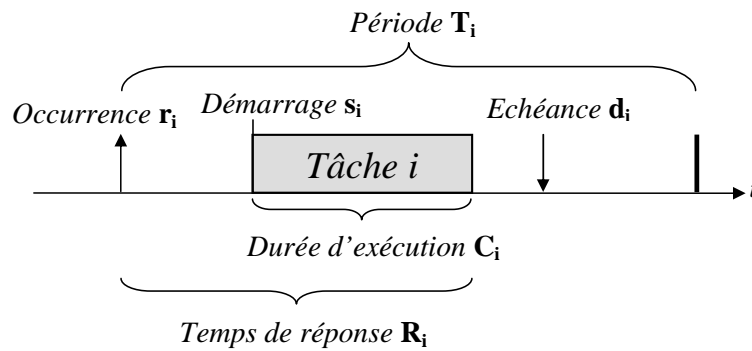 Période Tᵢ
Occurrence rᵢ
Démarrage sᵢ
Echéance dᵢ
Tâche i
t
Durée d'exécution Cᵢ
Temps de réponse Rᵢ